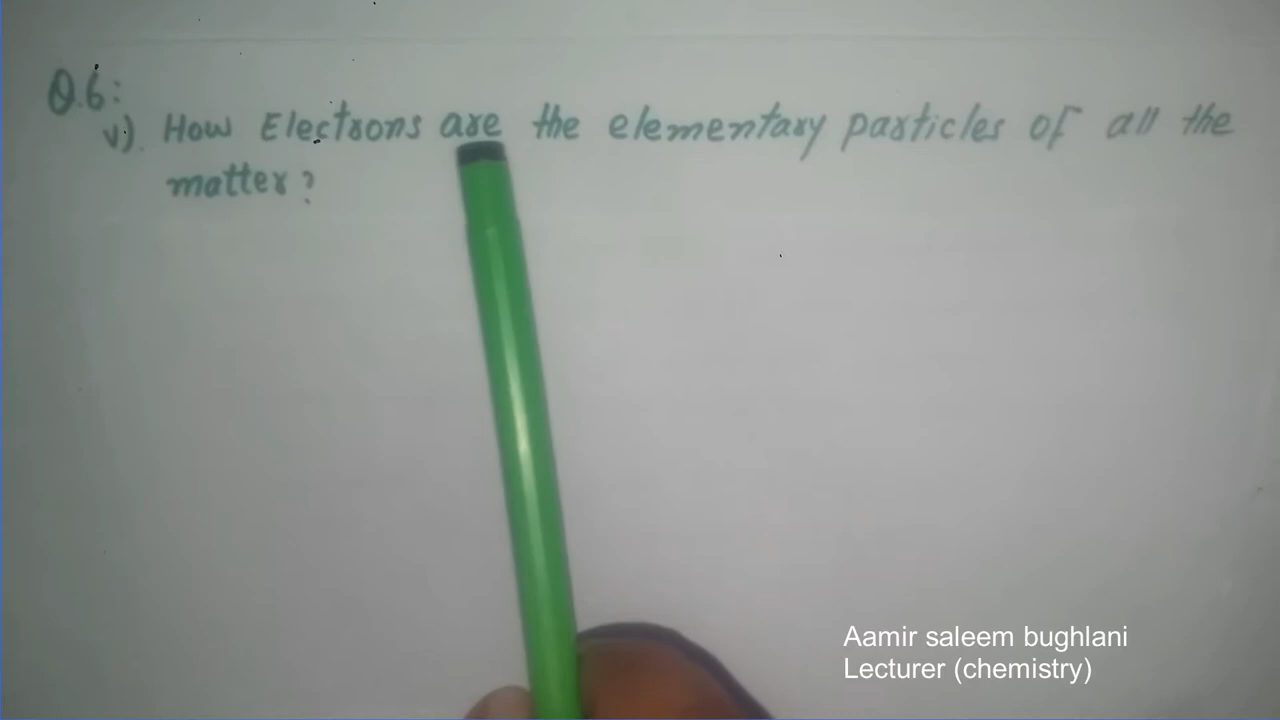 Q.6:
v). How Electrons are the elementary particles of all the
matter?
Aamir saleem bughlani
Lecturer (chemistry)